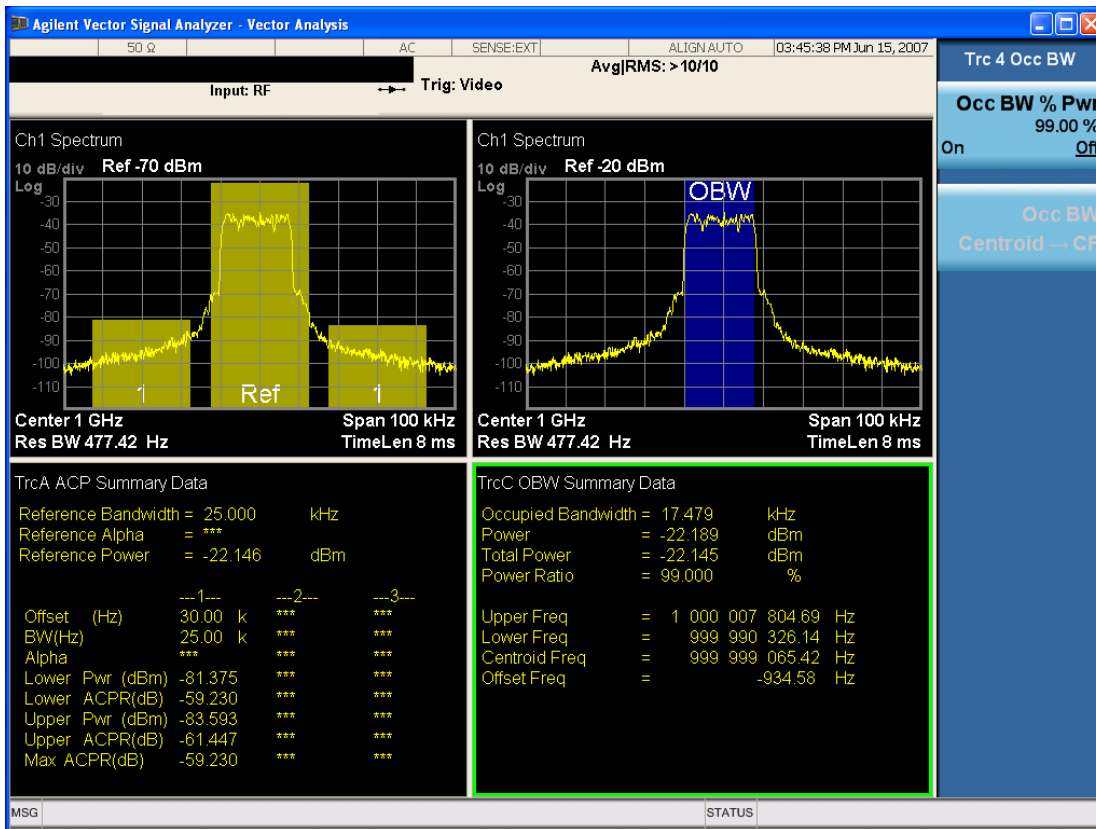 Agilent Vector Signal Analyzer - Vector Analysis
50 Ω AC SENSE:EXT ALIGN AUTO 03:45:38 PM Jun 15, 2007
Avg|RMS: >10/10
Input: RF Trig: Video
Trc 4 Occ BW
Occ BW % Pwr
99.00 %
On Off
Occ BW
Centroid → CF
Ch1 Spectrum
10 dB/div Ref -70 dBm
Log
-30
-40
-50
-60
-70
-80
-90
-100
-110
1 Ref 1
Center 1 GHz Span 100 kHz
Res BW 477.42 Hz TimeLen 8 ms
Ch1 Spectrum
10 dB/div Ref -20 dBm
Log
OBW
-30
-40
-50
-60
-70
-80
-90
-100
-110
Center 1 GHz Span 100 kHz
Res BW 477.42 Hz TimeLen 8 ms
TrcA ACP Summary Data
Reference Bandwidth = 25.000 kHz
Reference Alpha = ***
Reference Power = -22.146 dBm
---1--- ---2--- ---3---
Offset (Hz) 30.00 k *** ***
BW(Hz) 25.00 k *** ***
Alpha *** *** ***
Lower Pwr (dBm) -81.375 *** ***
Lower ACPR(dB) -59.230 *** ***
Upper Pwr (dBm) -83.593 *** ***
Upper ACPR(dB) -61.447 *** ***
Max ACPR(dB) -59.230 *** ***
TrcC OBW Summary Data
Occupied Bandwidth = 17.479 kHz
Power = -22.189 dBm
Total Power = -22.145 dBm
Power Ratio = 99.000 %
Upper Freq = 1 000 007 804.69 Hz
Lower Freq = 999 990 326.14 Hz
Centroid Freq = 999 999 065.42 Hz
Offset Freq = -934.58 Hz
MSG STATUS